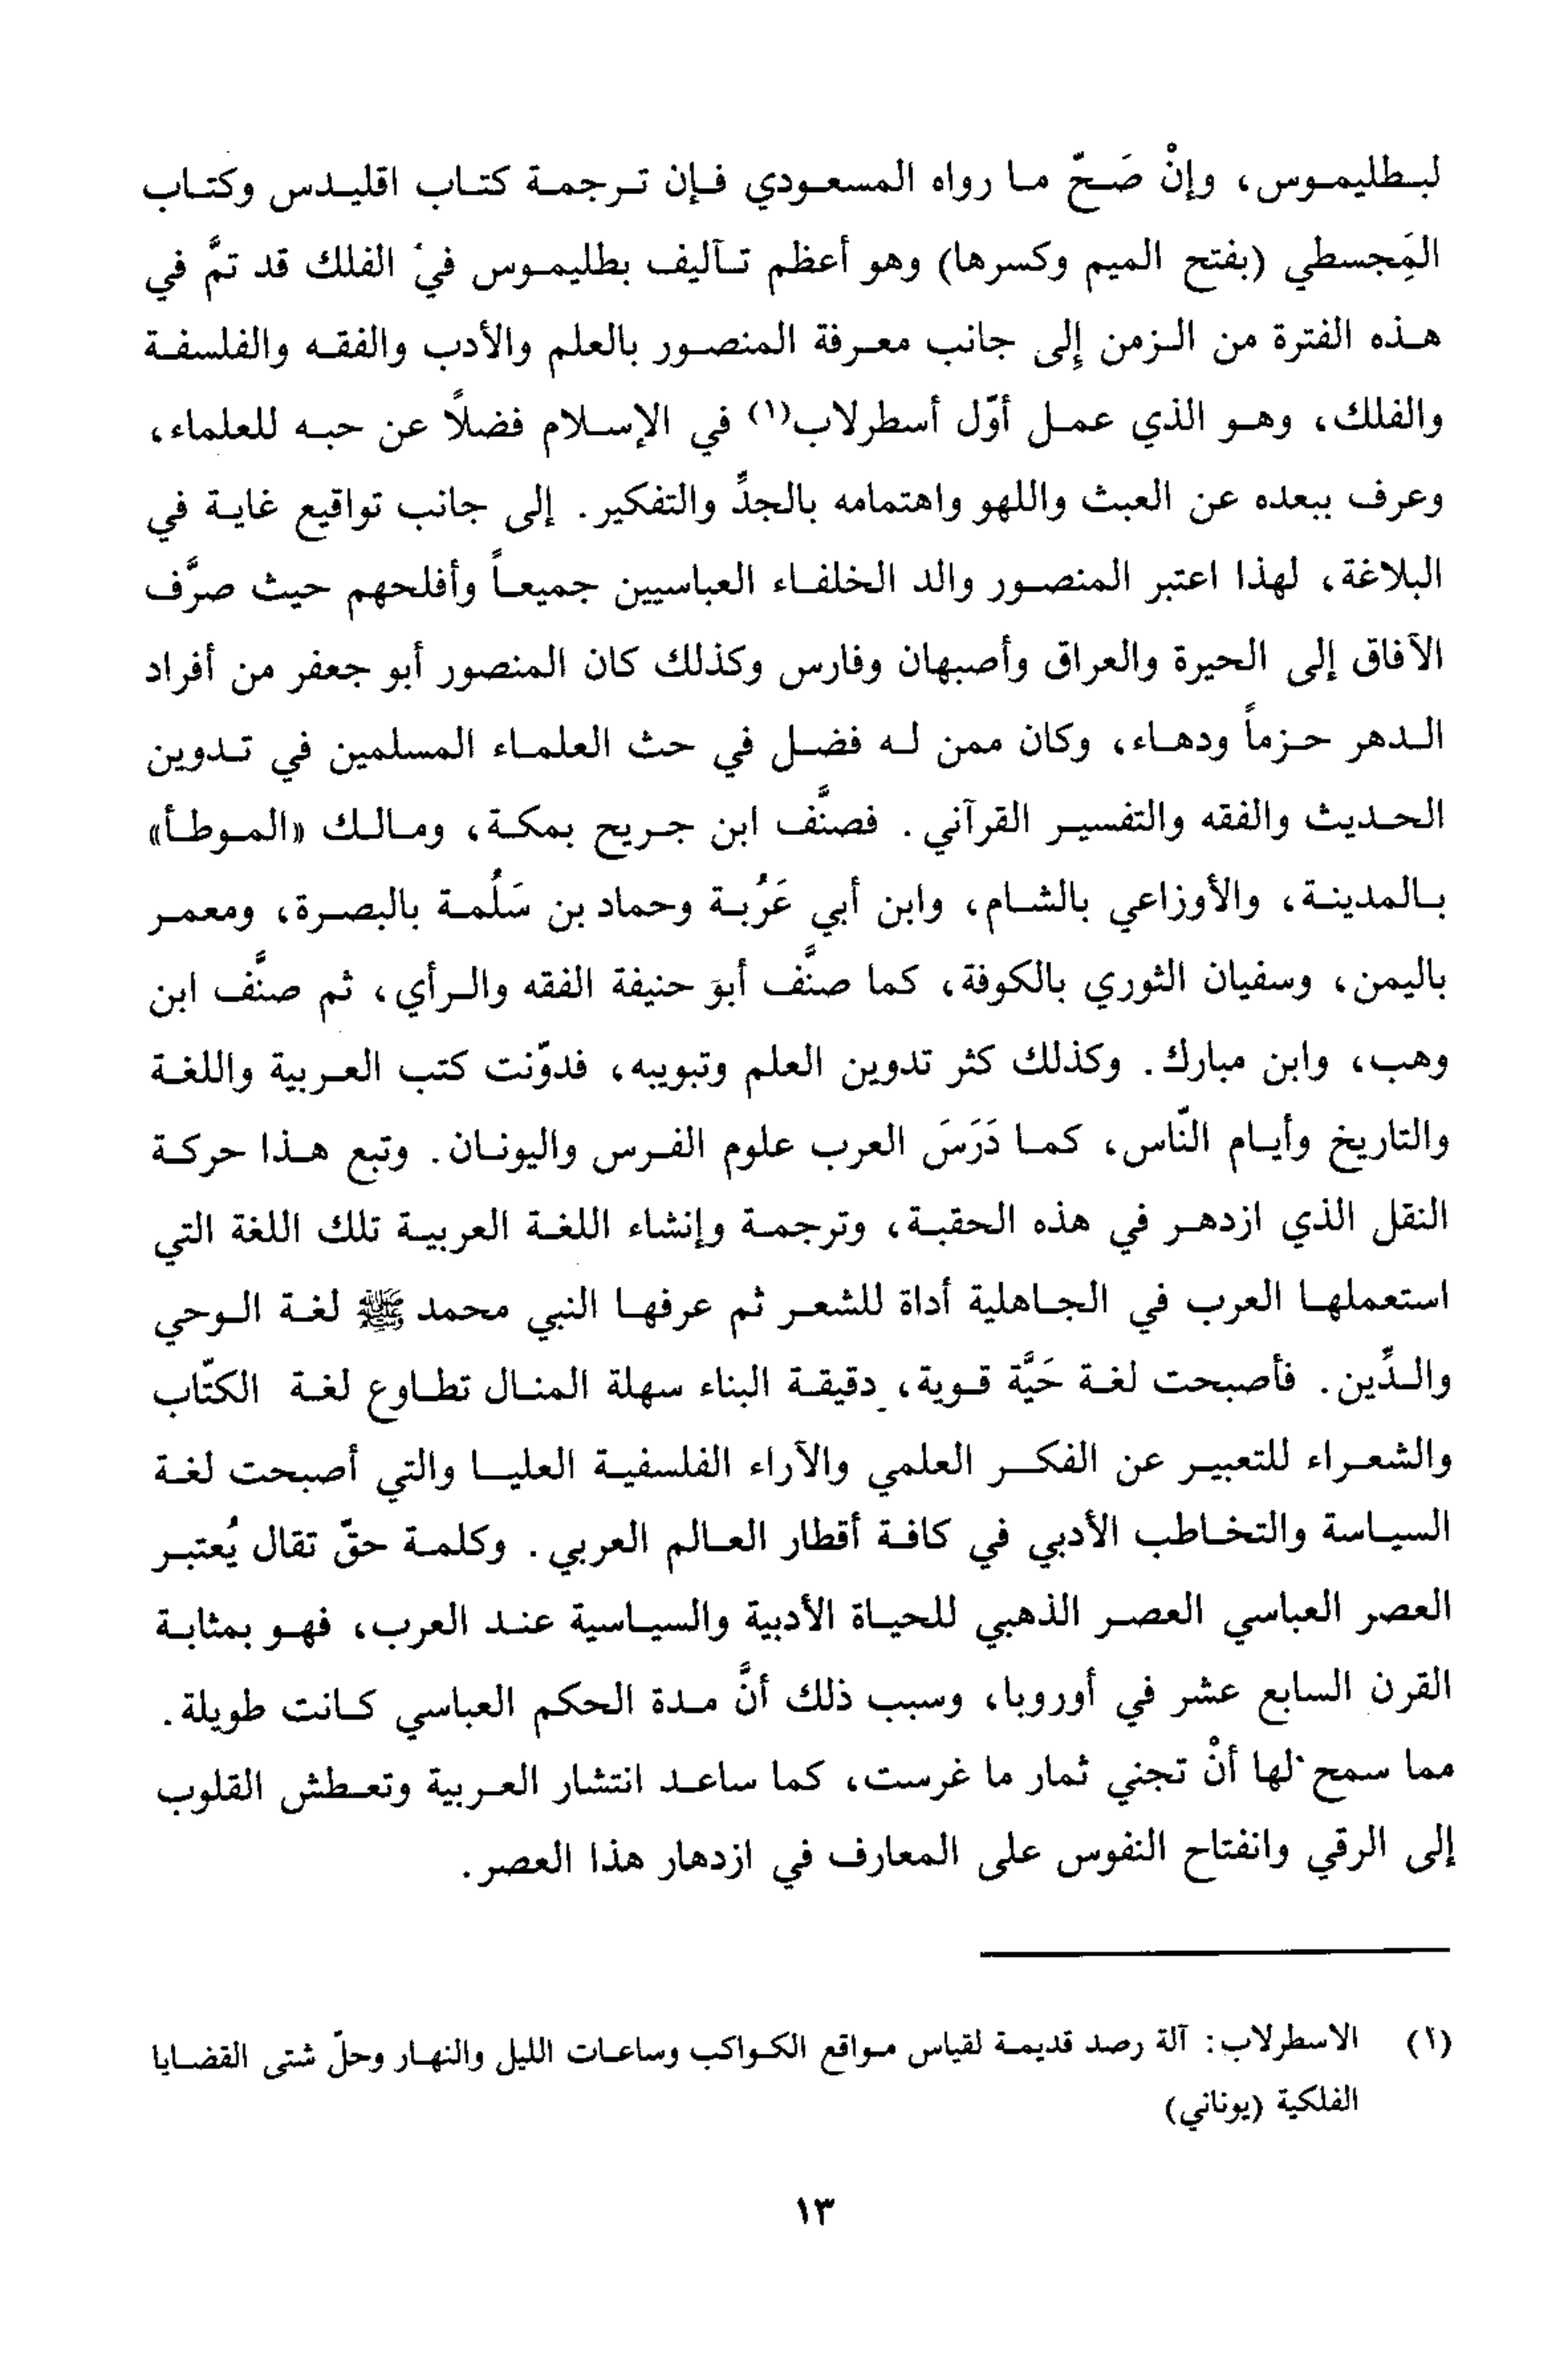 لبطليموس، وإنْ صَحّ ما رواه المسعودي فإن ترجمة كتاب اقليدس وكتاب
المَِجسطي (بفتح الميم وكسرها) وهو أعظم تآليف بطليموس في الفلك قد تمَّ في
هذه الفترة من الزمن إلى جانب معرفة المنصور بالعلم والأدب والفقه والفلسفة
والفلك، وهو الذي عمل أوّل أسطرلاب(١) في الإسلام فضلاً عن حبه للعلماء،
وعرف ببعده عن العبث واللهو واهتمامه بالجدِّ والتفكير. إلى جانب تواقيع غاية في
البلاغة، لهذا اعتبر المنصور والد الخلفاء العباسيين جميعاً وأفلحهم حيث صرَّف
الآفاق إلى الحيرة والعراق وأصبهان وفارس وكذلك كان المنصور أبو جعفر من أفراد
الدهر حزماً ودهاء، وكان ممن له فضل في حث العلماء المسلمين في تدوين
الحديث والفقه والتفسير القرآني. فصنَّف ابن جريح بمكة، ومالك «الموطأ»
بالمدينة، والأوزاعي بالشام، وابن أبي عَرُبة وحماد بن سَلُمة بالبصرة، ومعمر
باليمن، وسفيان الثوري بالكوفة، كما صنَّف أبو حنيفة الفقه والرأي، ثم صنَّف ابن
وهب، وابن مبارك. وكذلك كثر تدوين العلم وتبويبه، فدوّنت كتب العربية واللغة
والتاريخ وأيام النّاس، كما دَرَسَ العرب علوم الفرس واليونان. وتبع هذا حركة
النقل الذي ازدهر في هذه الحقبة، وترجمة وإنشاء اللغة العربية تلك اللغة التي
استعملها العرب في الجاهلية أداة للشعر ثم عرفها النبي محمد ﷺ لغة الوحي
والدِّين. فأصبحت لغة حَيَّة قوية، دقيقة البناء سهلة المنال تطاوع لغة الكتّاب
والشعراء للتعبير عن الفكر العلمي والآراء الفلسفية العليا والتي أصبحت لغة
السياسة والتخاطب الأدبي في كافة أقطار العالم العربي. وكلمة حقّ تقال يُعتبر
العصر العباسي العصر الذهبي للحياة الأدبية والسياسية عند العرب، فهو بمثابة
القرن السابع عشر في أوروبا، وسبب ذلك أنَّ مدة الحكم العباسي كانت طويلة.
مما سمح لها أنْ تجني ثمار ما غرست، كما ساعد انتشار العربية وتعطش القلوب
إلى الرقي وانفتاح النفوس على المعارف في ازدهار هذا العصر.
(١) الاسطرلاب: آلة رصد قديمة لقياس مواقع الكواكب وساعات الليل والنهار وحلّ شتى القضايا
الفلكية (يوناني)
١٣